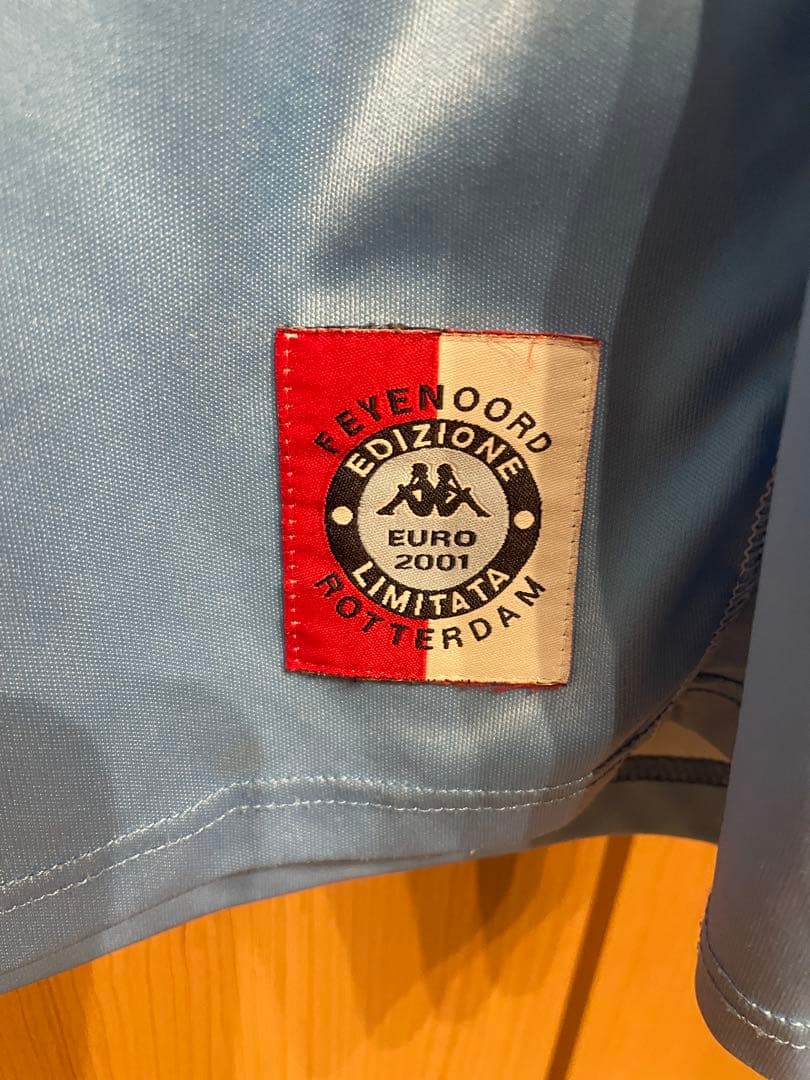 FEYENOORD
EDIZIONE
EURO
2001
LIMITATA
ROTTERDAM